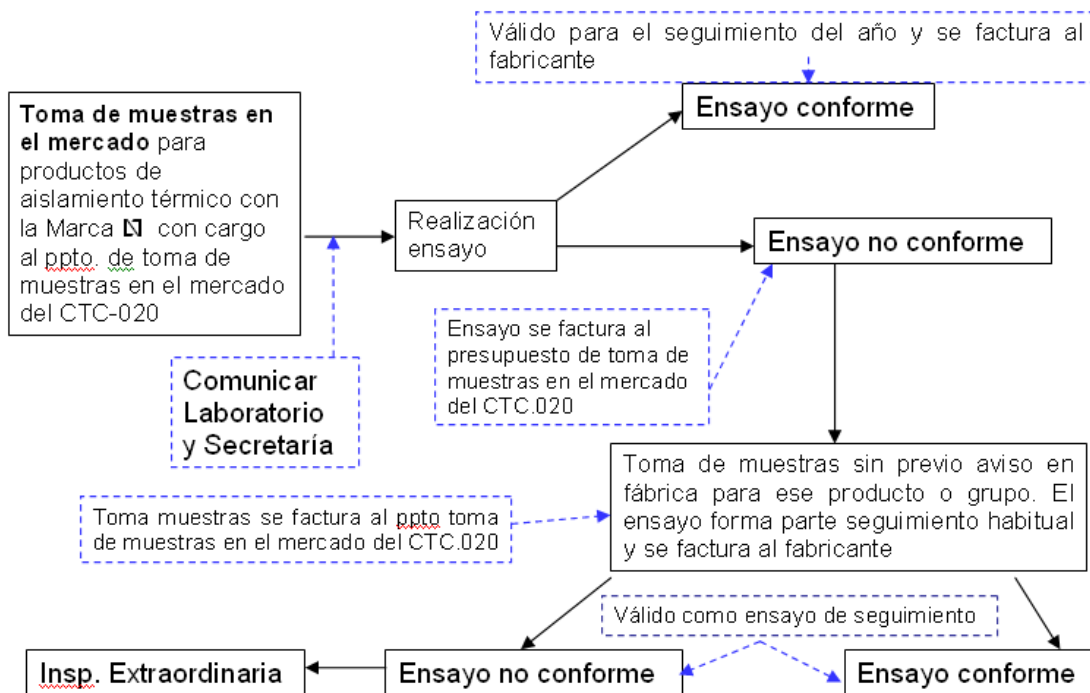 Válido para el seguimiento del año y se factura al
fabricante
Ensayo conforme
Toma de muestras en
el mercado para
productos de
aislamiento térmico con
la Marca N con cargo
al ppto. de toma de
muestras en el mercado
del CTC-020
Realización
ensayo
Ensayo no conforme
Ensayo se factura al
presupuesto de toma de
muestras en el mercado
del CTC.020
Comunicar
Laboratorio
y Secretaría
Toma de muestras sin previo aviso en
fábrica para ese producto o grupo. El
ensayo forma parte seguimiento habitual
y se factura al fabricante
Toma muestras se factura al ppto toma
de muestras en el mercado del CTC.020
Válido como ensayo de seguimiento
Insp. Extraordinaria
Ensayo no conforme
Ensayo conforme